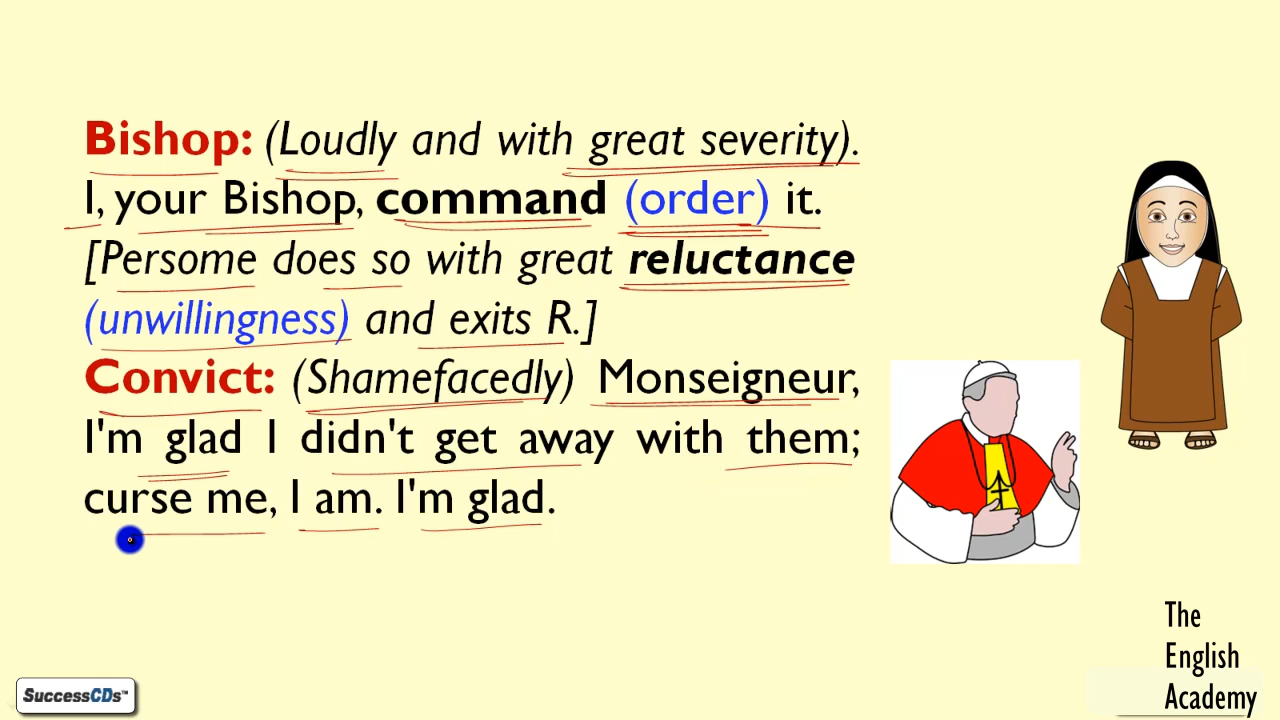 Bishop: (Loudly and with great severity).
I, your Bishop, command (order) it.
[Persome does so with great reluctance
(unwillingness) and exits R.]
Convict: (Shamefacedly) Monseigneur,
I'm glad I didn't get away with them;
curse me, I am. I'm glad.
The
English
Academy
SuccessCDs™